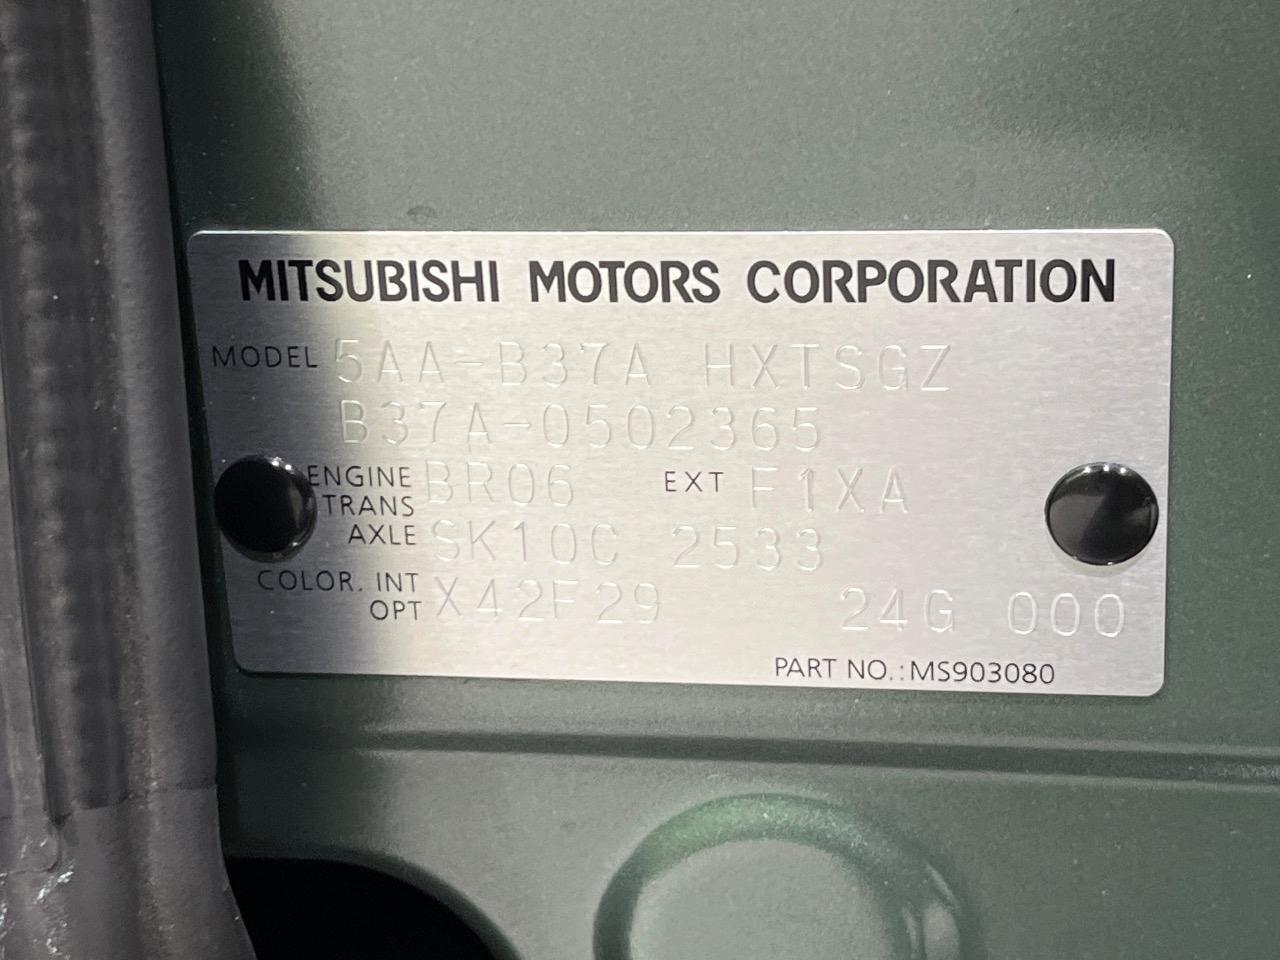 MITSUBISHI MOTORS CORPORATION
MODEL 5AA-B37A HXTSGZ
B37A-0502365
ENGINE BR06 EXT F1XA
TRANS
AXLE SK10C 2533
COLOR. INT
OPT X42F29 24G 000
PART NO.:MS903080